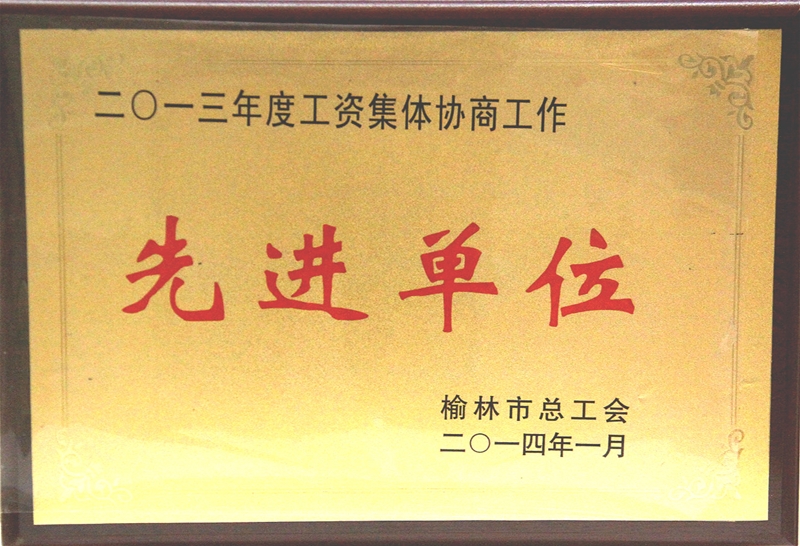 二〇一三年度工资集体协商工作
先进单位
榆林市总工会
二〇一四年一月